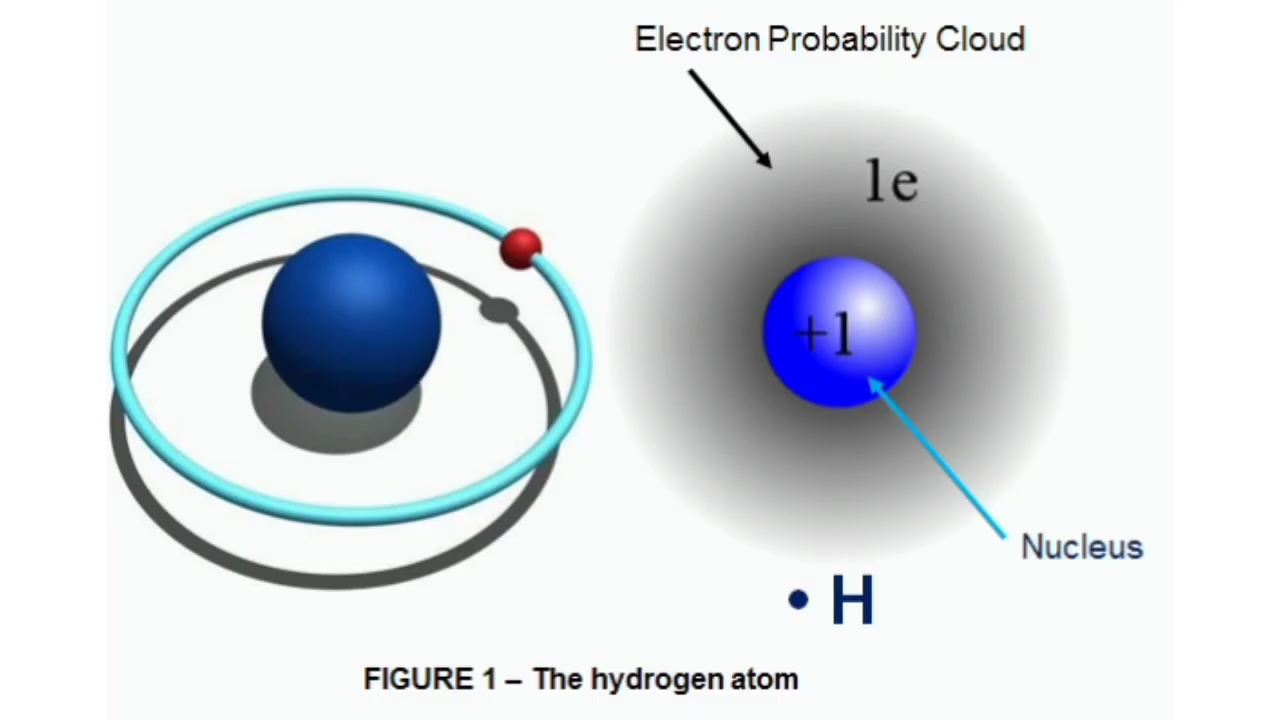 Electron Probability Cloud
1e
+1
Nucleus
• H
FIGURE 1 – The hydrogen atom